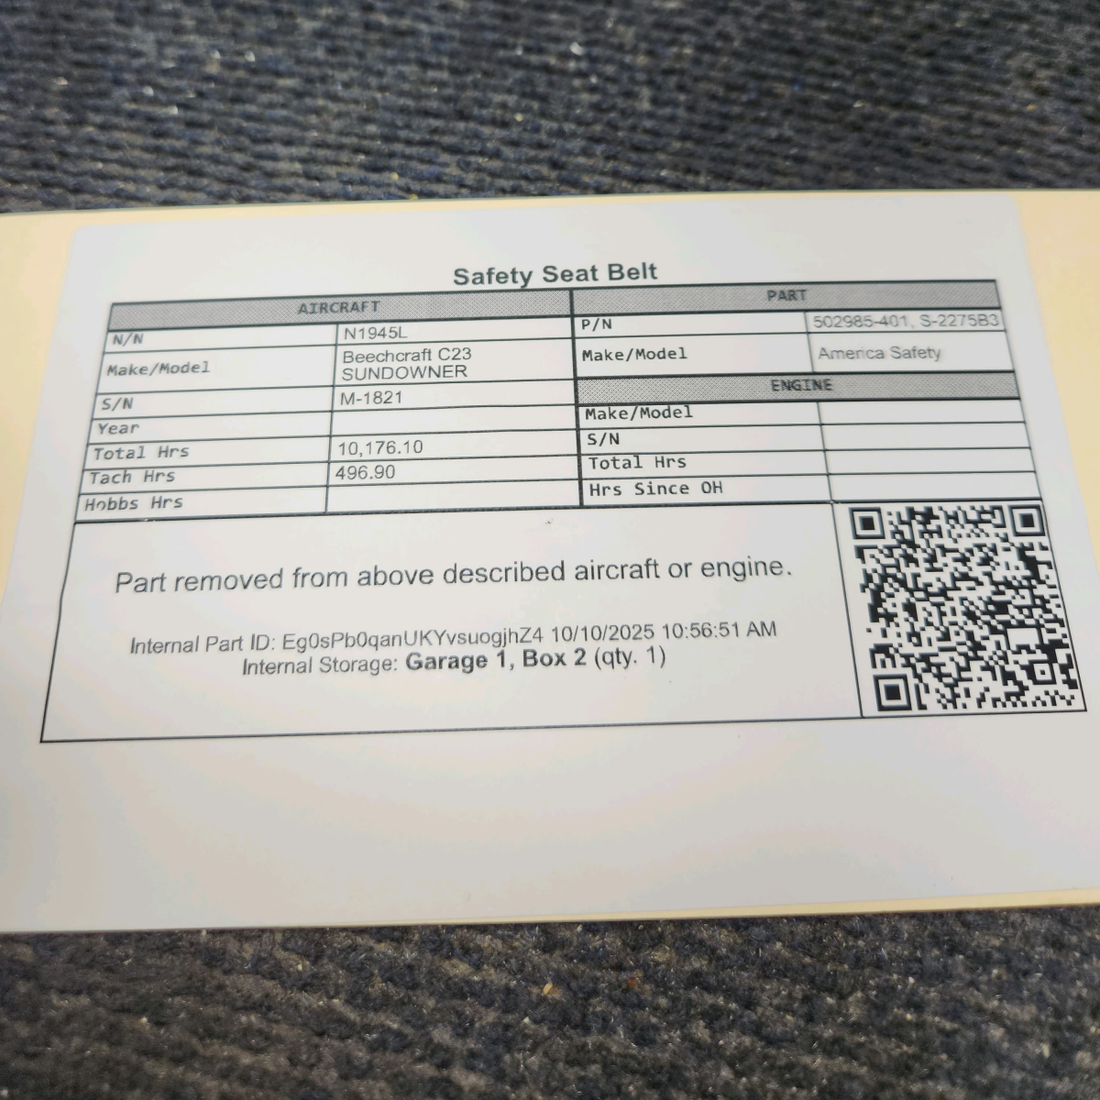 Safety Seat Belt
AIRCRAFT
N/N N1945L
Make/Model Beechcraft C23
SUNDOWNER
S/N M-1821
Year
Total Hrs 10,176.10
Tach Hrs 496.90
Hobbs Hrs
PART
P/N 502985-401, S-2275B3
Make/Model America Safety
ENGINE
Make/Model
S/N
Total Hrs
Hrs Since OH
Part removed from above described aircraft or engine.
Internal Part ID: Eg0sPb0qanUKYvsuogjhZ4 10/10/2025 10:56:51 AM
Internal Storage: Garage 1, Box 2 (qty. 1)